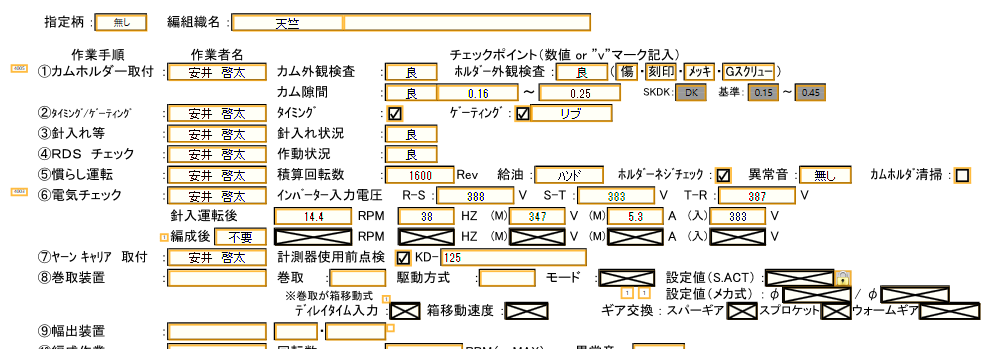 指定柄 : 無し 編組織名 : 天竺
作業手順 作業者名 チェックポイント(数値 or "v"マーク記入)
①カムホルダー取付 : 安井 啓太 カム外観検査 : 良 ホルダー外観検査 : 良 ( 傷 ・ 刻印 ・ メッキ ・ Gスクリュー )
カム隙間 : 良 0.16 ～ 0.25 SKDK: DK 基準: 0.15 ～ 0.45
②タイミング/ゲーティング : 安井 啓太 タイミング : ゲーティング : リブ
③針入れ等 : 安井 啓太 針入れ状況 : 良
④RDS チェック : 安井 啓太 作動状況 : 良
⑤慣らし運転 : 安井 啓太 積算回転数 : 1600 Rev 給油 : ハンド ホルダーネジチェック : 異常音 : 無し カムホルダ清掃 :
⑥電気チェック : 安井 啓太 インバーター入力電圧 R-S : 388 V S-T : 383 V T-R : 387 V
針入運転後 14.4 RPM 38 HZ (M) 347 V (M) 5.3 A (入) 383 V
編成後 不要 RPM HZ (M) V (M) A (入) V
⑦ヤーン キャリア 取付 : 安井 啓太 計測器使用前点検 KD- 125
⑧巻取装置 : 巻取 : 駆動方式 : モード : 設定値(S.ACT) :
※巻取が箱移動式 設定値(メカ式) : φ / φ
デルイタイム入力 : 箱移動速度 : ギア交換 : スパーギア スプロケット ウォームギア
⑨幅出装置 : ・